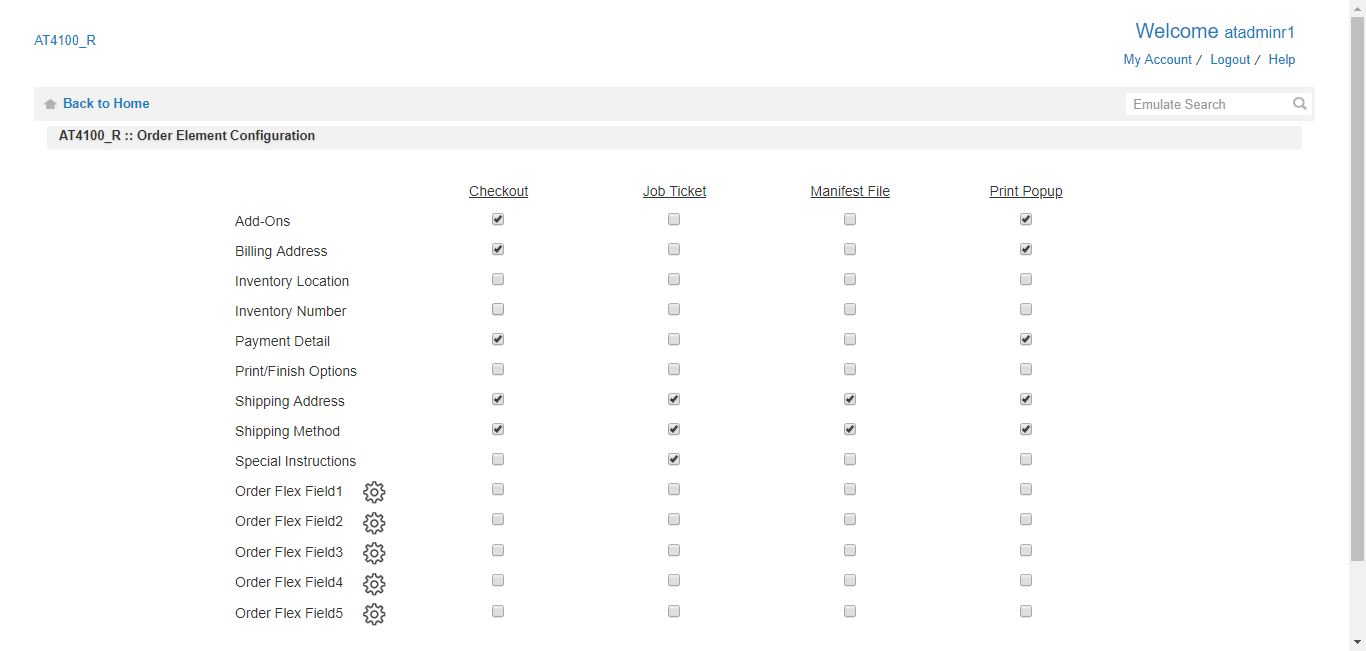 AT4100_R
Welcome atadminr1
My Account / Logout / Help
Back to Home
Emulate Search
AT4100_R :: Order Element Configuration
Checkout Job Ticket Manifest File Print Popup
Add-Ons
Billing Address
Inventory Location
Inventory Number
Payment Detail
Print/Finish Options
Shipping Address
Shipping Method
Special Instructions
Order Flex Field1
Order Flex Field2
Order Flex Field3
Order Flex Field4
Order Flex Field5